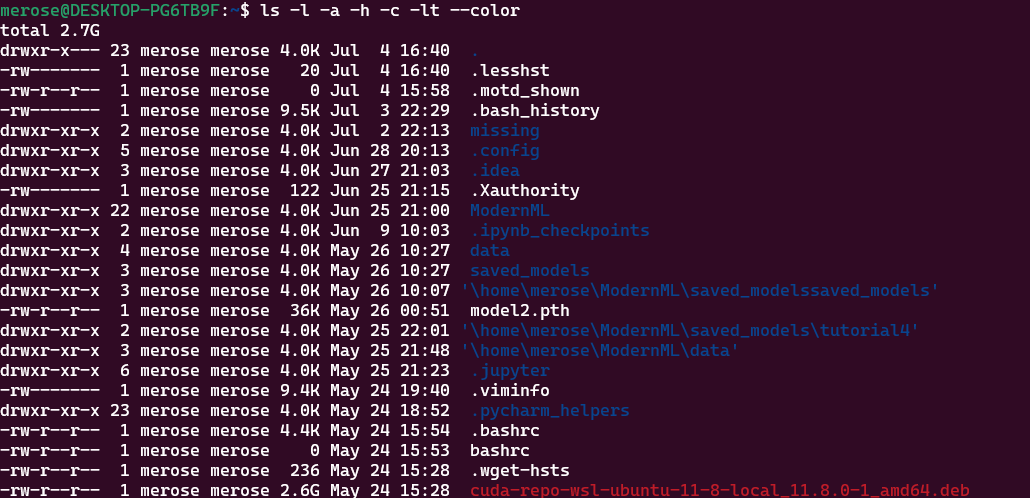 merose@DESKTOP-PG6TB9F:~$ ls -l -a -h -c -lt --color
total 2.7G
drwxr-x--- 23 merose merose 4.0K Jul  4 16:40  .
-rw-------  1 merose merose   20 Jul  4 16:40  .lesshst
-rw-r--r--  1 merose merose    0 Jul  4 15:58  .motd_shown
-rw-------  1 merose merose 9.5K Jul  3 22:29  .bash_history
drwxr-xr-x  2 merose merose 4.0K Jul  2 22:13  missing
drwxr-xr-x  5 merose merose 4.0K Jun 28 20:13  .config
drwxr-xr-x  3 merose merose 4.0K Jun 27 21:03  .idea
-rw-------  1 merose merose  122 Jun 25 21:15  .Xauthority
drwxr-xr-x 22 merose merose 4.0K Jun 25 21:00  ModernML
drwxr-xr-x  2 merose merose 4.0K Jun  9 10:03  .ipynb_checkpoints
drwxr-xr-x  4 merose merose 4.0K May 26 10:27  data
drwxr-xr-x  3 merose merose 4.0K May 26 10:27  saved_models
drwxr-xr-x  3 merose merose 4.0K May 26 10:07 '\home\merose\ModernML\saved_modelssaved_models'
-rw-r--r--  1 merose merose  36K May 26 00:51  model2.pth
drwxr-xr-x  2 merose merose 4.0K May 25 22:01 '\home\merose\ModernML\saved_models\tutorial4'
drwxr-xr-x  3 merose merose 4.0K May 25 21:48 '\home\merose\ModernML\data'
drwxr-xr-x  6 merose merose 4.0K May 25 21:23  .jupyter
-rw-------  1 merose merose 9.4K May 24 19:40  .viminfo
drwxr-xr-x 23 merose merose 4.0K May 24 18:52  .pycharm_helpers
-rw-r--r--  1 merose merose 4.4K May 24 15:54  .bashrc
-rw-r--r--  1 merose merose    0 May 24 15:53  bashrc
-rw-r--r--  1 merose merose  236 May 24 15:28  .wget-hsts
-rw-r--r--  1 merose merose 2.6G May 24 15:28  cuda-repo-wsl-ubuntu-11-8-local_11.8.0-1_amd64.deb